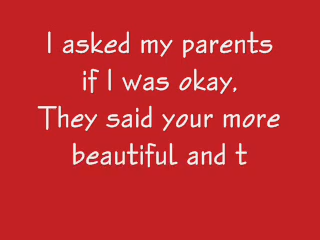 I asked my parents
if I was okay.
They said your more
beautiful and t